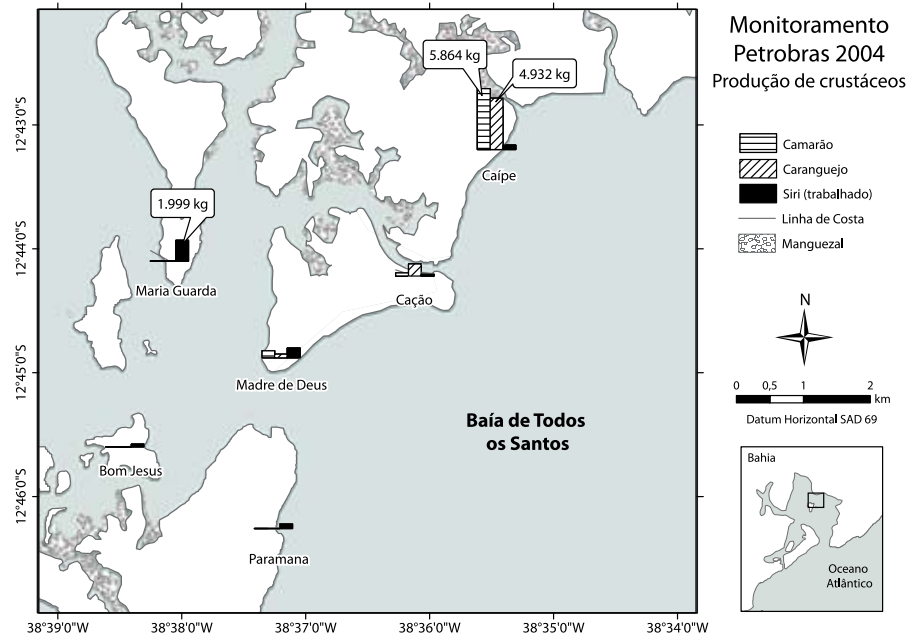 Monitoramento
Petrobras 2004
Produção de crustáceos
Camarão
Caranguejo
Siri (trabalhado)
Linha de Costa
Manguezal
N
0 0,5 1 2
km
Datum Horizontal SAD 69
Bahia
Oceano
Atlântico
5.864 kg
4.932 kg
Caípe
1.999 kg
Maria Guarda
Cação
Madre de Deus
Baía de Todos
os Santos
Bom Jesus
Paramana
12°43'0"S
12°44'0"S
12°45'0"S
12°46'0"S
38°39'0"W 38°38'0"W 38°37'0"W 38°36'0"W 38°35'0"W 38°34'0"W